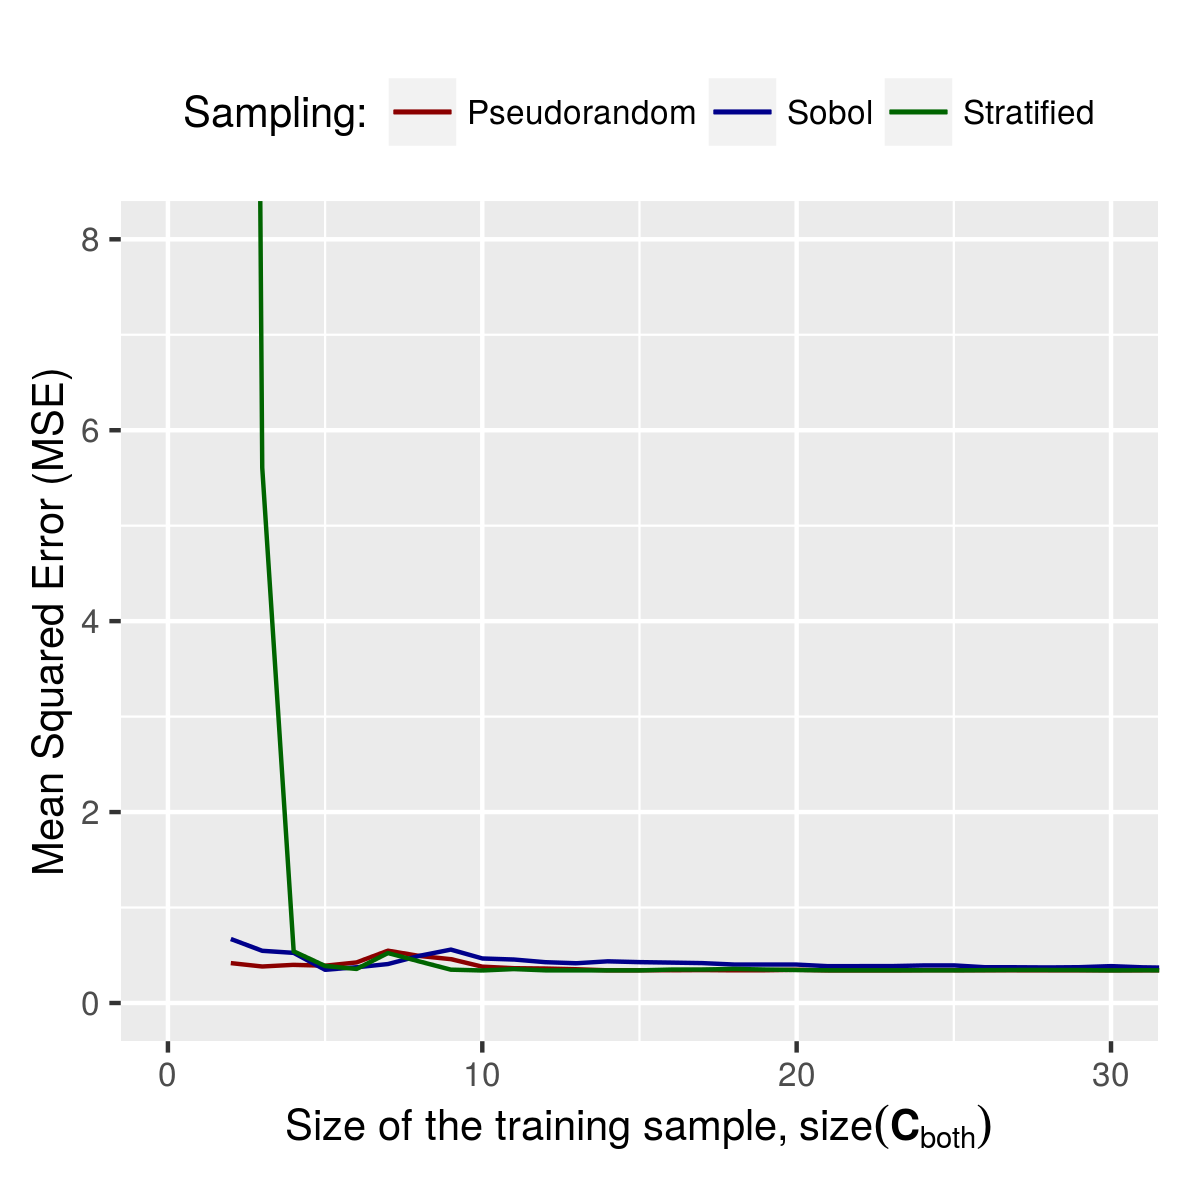 Sampling: Pseudorandom Sobol Stratified
8
6
4
2
0
Mean Squared Error (MSE)
0 10 20 30
Size of the training sample, size(C_both)